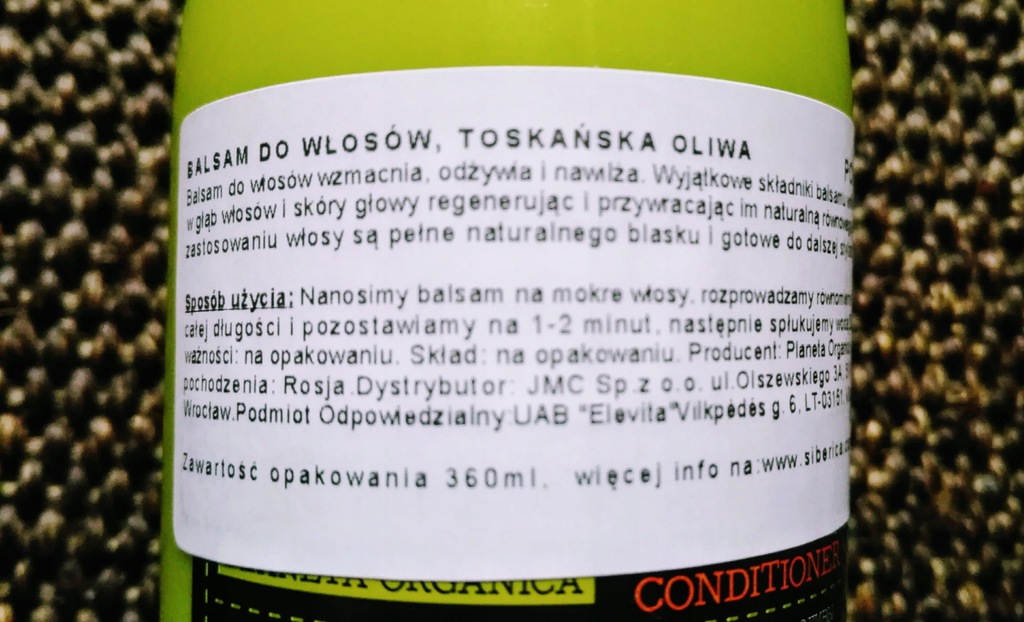 BALSAM DO WŁOSÓW, TOSKAŃSKA OLIWA
Balsam do włosów wzmacnia, odżywia i nawilża. Wyjątkowe składniki balsamu
w głąb włosów i skóry głowy regenerując i przywracając im naturalną
zastosowaniu włosy są pełne naturalnego blasku i gotowe do dalszej
Sposób użycia: Nanosimy balsam na mokre włosy, rozprowadzamy
całej długości i pozostawiamy na 1-2 minut, następnie spłukujemy
ważności: na opakowaniu. Skład: na opakowaniu. Producent: Planeta
pochodzenia: Rosja.Dystrybutor: JMC Sp.z o.o. ul.Olszewskiego
Wrocław.Podmiot Odpowiedzialny:UAB "Elevita"Vilkpėdės g. 6, LT-03151,
Zawartość opakowania 360ml, więcej info na:www.siberica.
ORGANICA
CONDITIONER